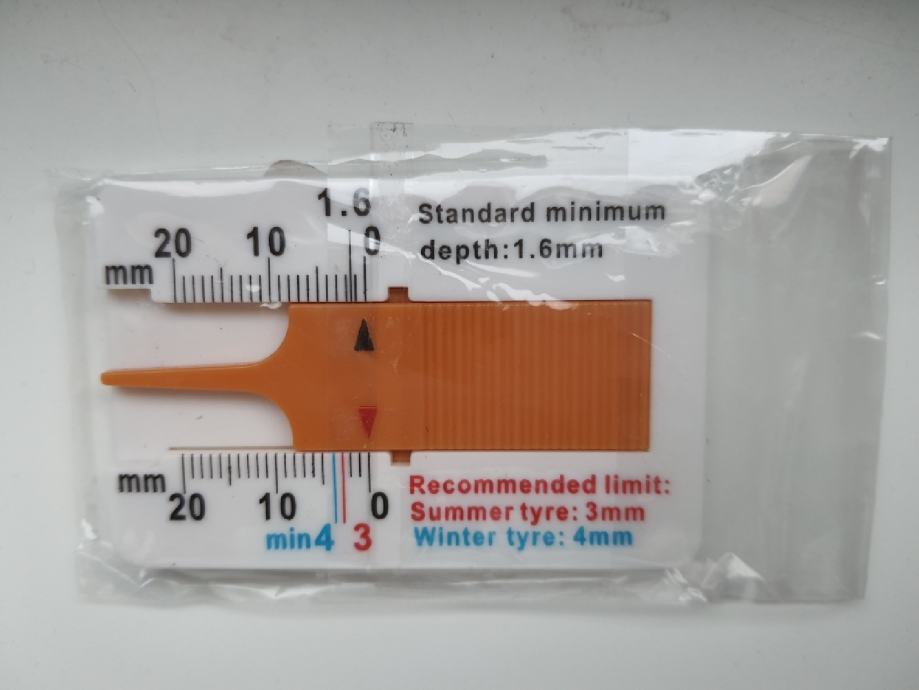 1.6
Standard minimum
20 10 0
depth:1.6mm
mm
mm
20 10 0
Recommended limit:
Summer tyre: 3mm
min4 3
Winter tyre: 4mm